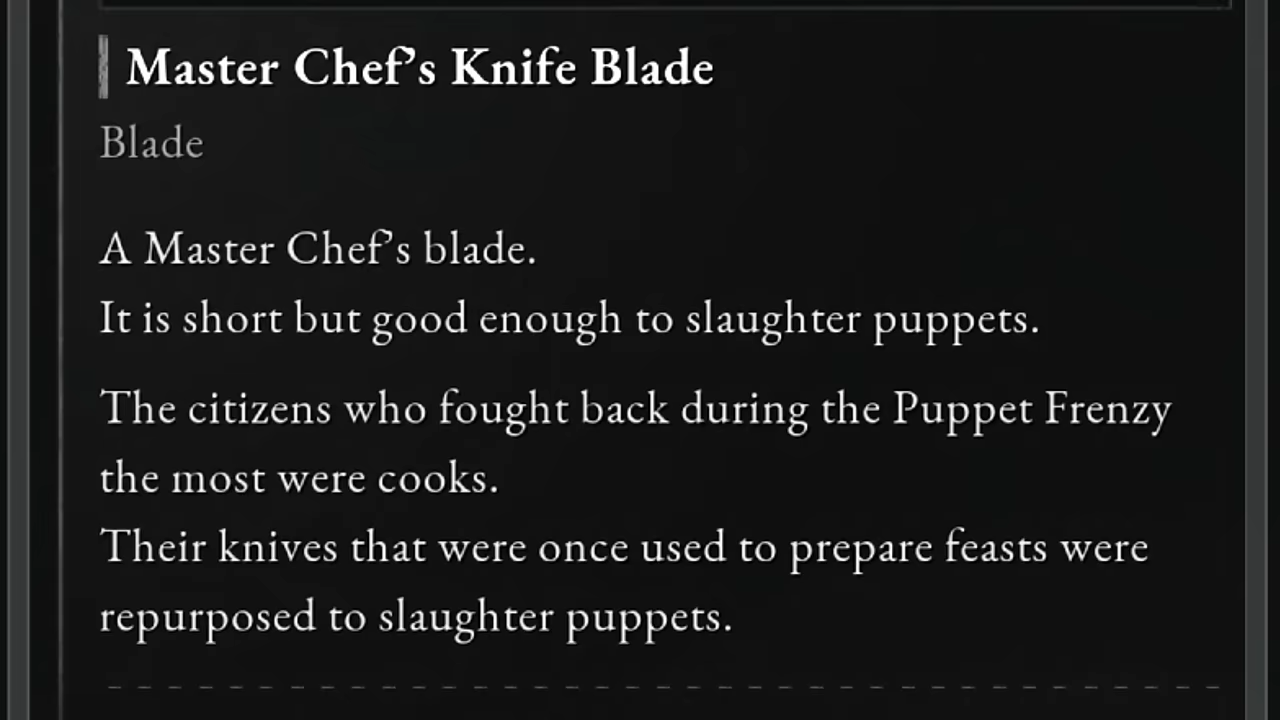 Master Chef’s Knife Blade
Blade
A Master Chef’s blade.
It is short but good enough to slaughter puppets.
The citizens who fought back during the Puppet Frenzy
the most were cooks.
Their knives that were once used to prepare feasts were
repurposed to slaughter puppets.